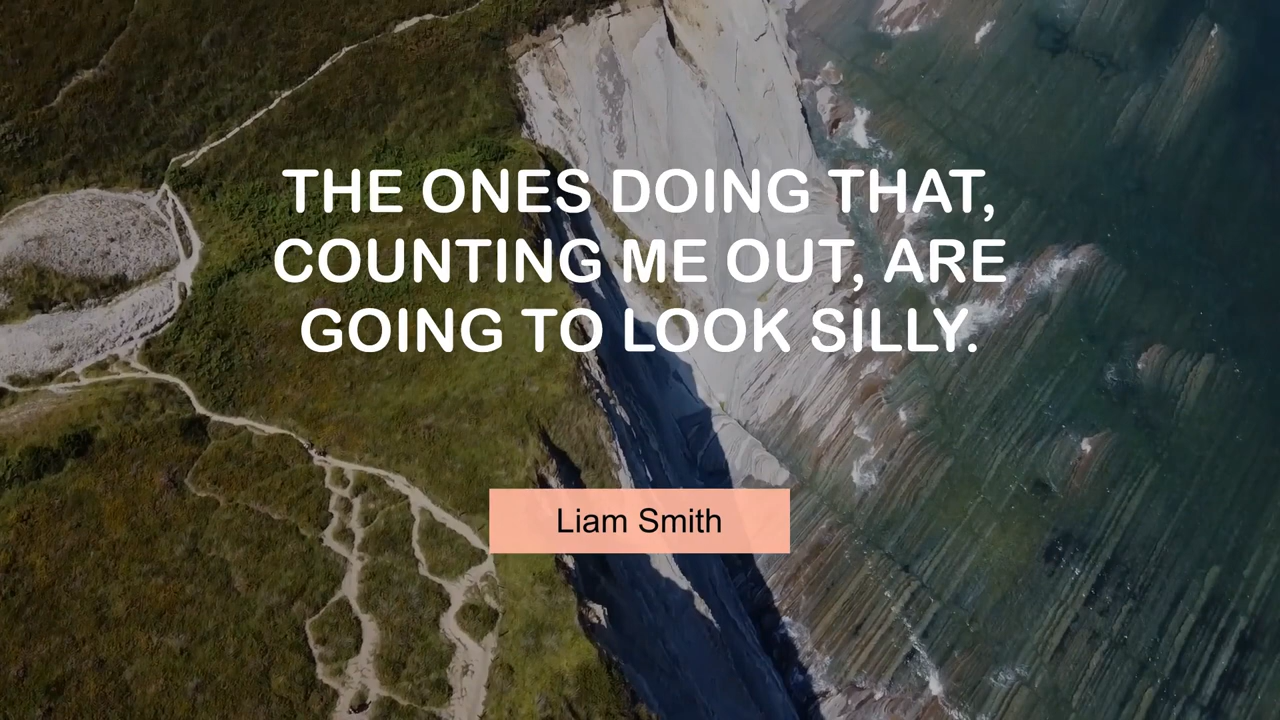 THE ONES DOING THAT,
COUNTING ME OUT, ARE
GOING TO LOOK SILLY.
Liam Smith